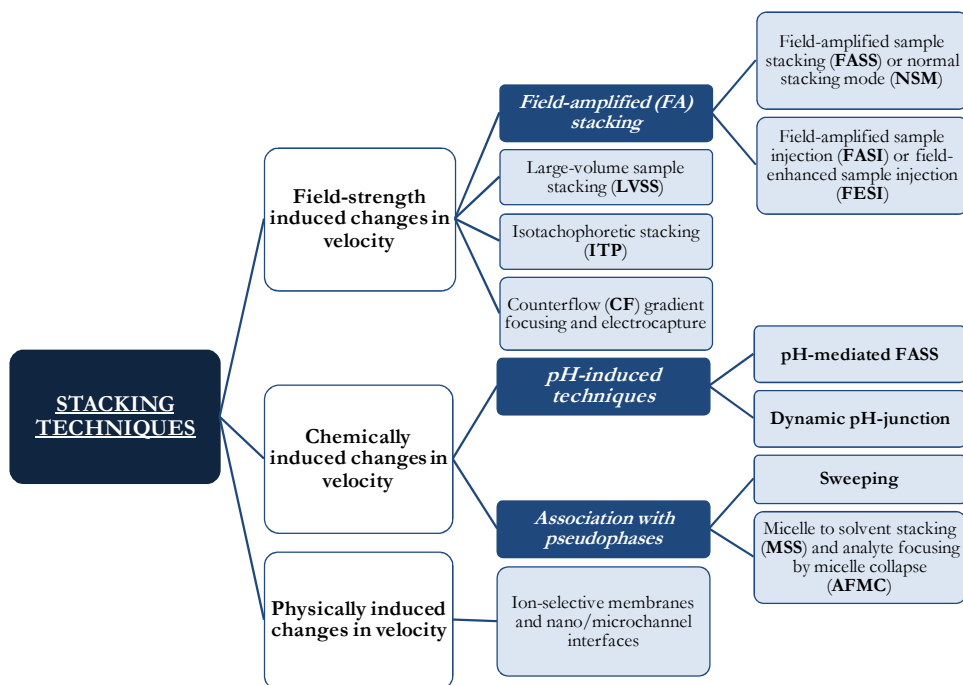 STACKING
TECHNIQUES
Field-strength
induced changes in
velocity
Field-amplified (FA)
stacking
Field-amplified sample
stacking (FASS) or normal
stacking mode (NSM)
Field-amplified sample
injection (FASI) or field-
enhanced sample injection
(FESI)
Large-volume sample
stacking (LVSS)
Isotachophoretic stacking
(ITP)
Counterflow (CF) gradient
focusing and electrocapture
Chemically
induced changes in
velocity
pH-induced
techniques
pH-mediated FASS
Dynamic pH-junction
Association with
pseudophases
Sweeping
Micelle to solvent stacking
(MSS) and analyte focusing
by micelle collapse
(AFMC)
Physically induced
changes in velocity
Ion-selective membranes
and nano/microchannel
interfaces